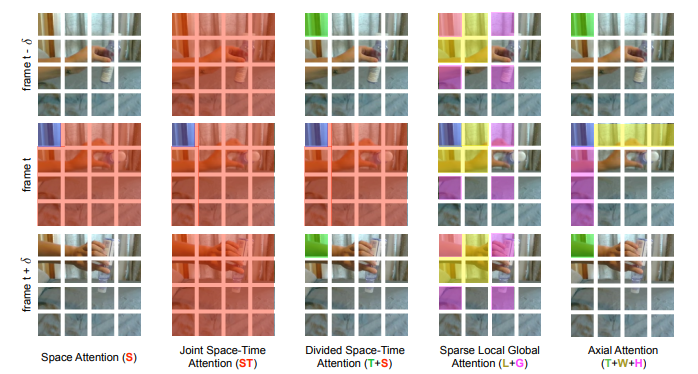 frame t - δ
frame t
frame t + δ
Space Attention (S)
Joint Space-Time
Attention (ST)
Divided Space-Time
Attention (T+S)
Sparse Local Global
Attention (L+G)
Axial Attention
(T+W+H)